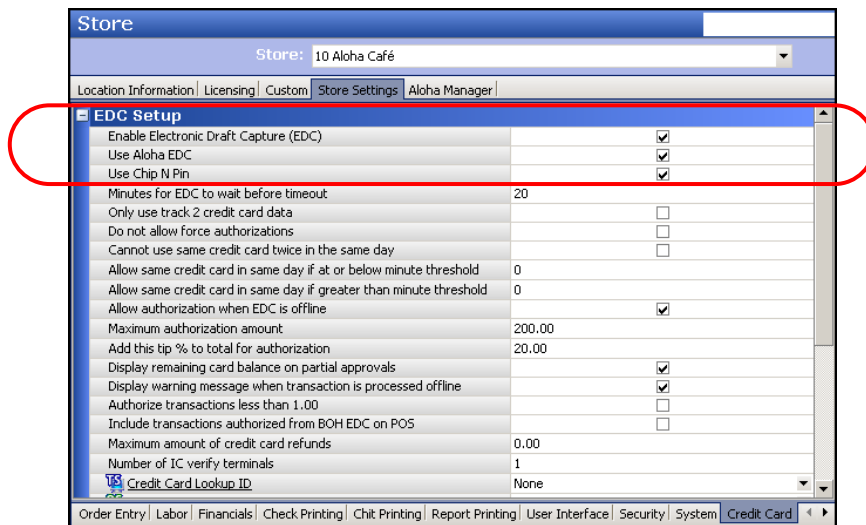 Store
Store: 10 Aloha Café
Location Information Licensing Custom Store Settings Aloha Manager
EDC Setup
Enable Electronic Draft Capture (EDC)
Use Aloha EDC
Use Chip N Pin
Minutes for EDC to wait before timeout 20
Only use track 2 credit card data
Do not allow force authorizations
Cannot use same credit card twice in the same day
Allow same credit card in same day if at or below minute threshold 0
Allow same credit card in same day if greater than minute threshold 0
Allow authorization when EDC is offline
Maximum authorization amount 200.00
Add this tip % to total for authorization 20.00
Display remaining card balance on partial approvals
Display warning message when transaction is processed offline
Authorize transactions less than 1.00
Include transactions authorized from BOH EDC on POS
Maximum amount of credit card refunds 0.00
Number of IC verify terminals 1
Credit Card Lookup ID None
Order Entry Labor Financials Check Printing Chit Printing Report Printing User Interface Security System Credit Card